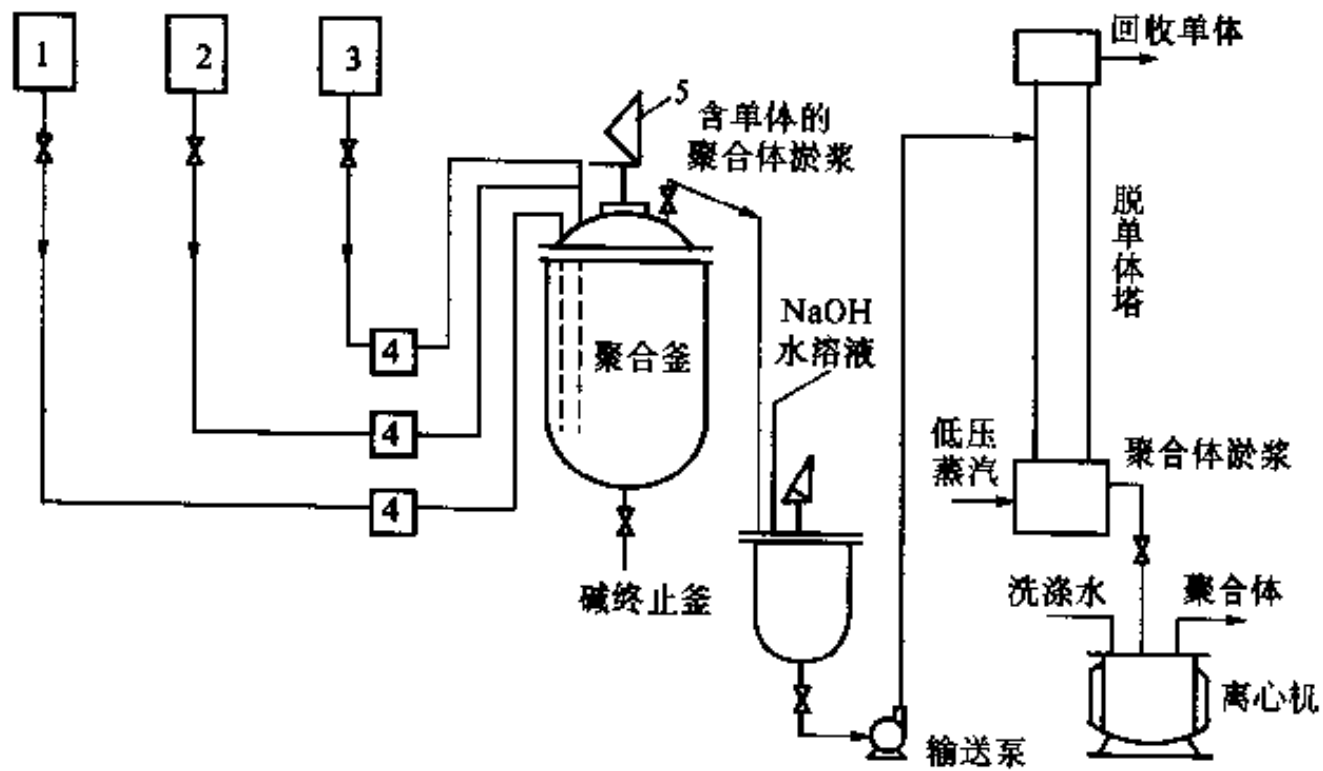 1
2
3
回收单体
5
含单体的
聚合体淤浆
脱单体塔
NaOH
水溶液
4
聚合釜
4
低压
蒸汽
聚合体淤浆
4
碱终止釜
洗涤水
聚合体
离心机
输送泵